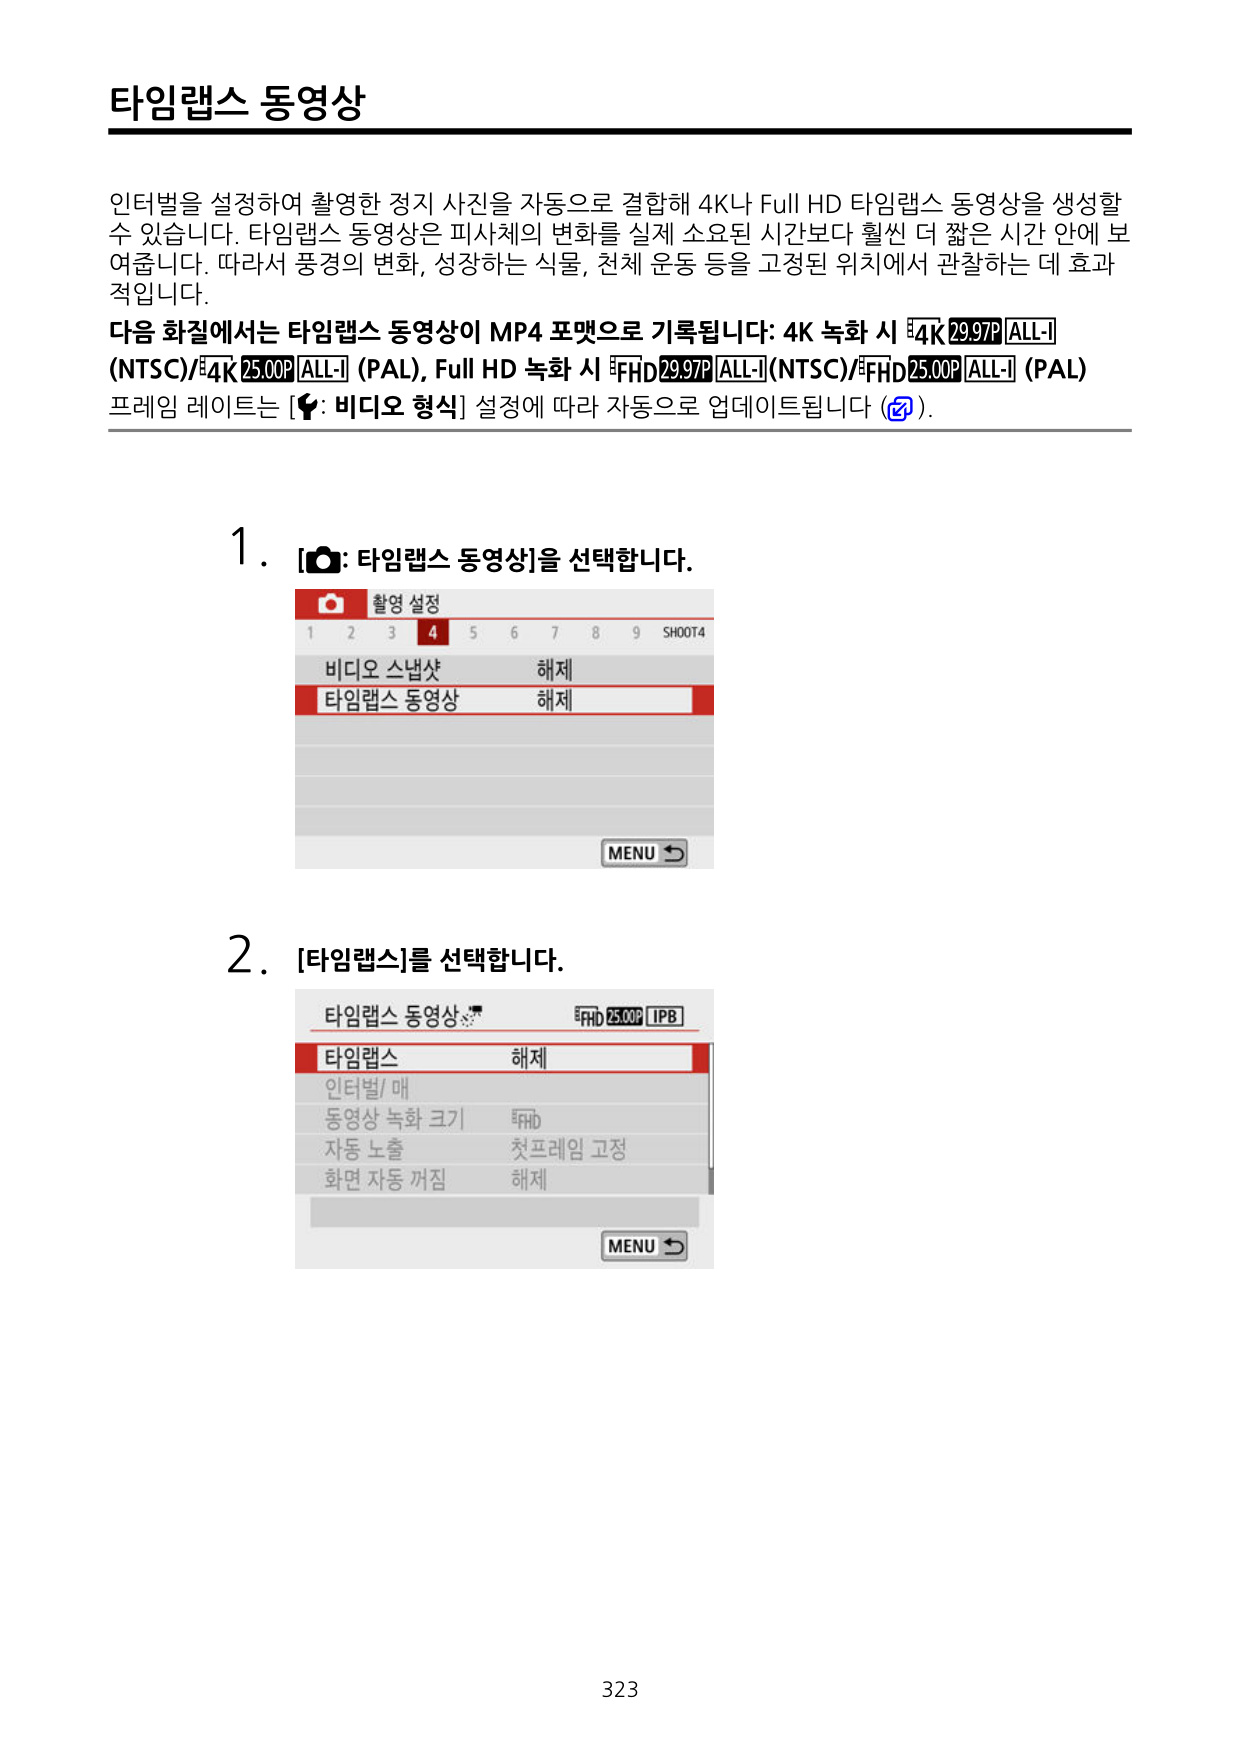 타임랩스 동영상
인터벌을 설정하여 촬영한 정지 사진을 자동으로 결합해 4K나 Full HD 타임랩스 동영상을 생성할
수 있습니다. 타임랩스 동영상은 피사체의 변화를 실제 소요된 시간보다 훨씬 더 짧은 시간 안에 보
여줍니다. 따라서 풍경의 변화, 성장하는 식물, 천체 운동 등을 고정된 위치에서 관찰하는 데 효과
적입니다.
다음 화질에서는 타임랩스 동영상이 MP4 포맷으로 기록됩니다: 4K 녹화 시 4K 29.97P ALL-I
(NTSC)/4K 25.00P ALL-I (PAL), Full HD 녹화 시 FHD 29.97P ALL-I (NTSC)/FHD 25.00P ALL-I (PAL)
프레임 레이트는 [: 비디오 형식] 설정에 따라 자동으로 업데이트됩니다 ( ).
1. [: 타임랩스 동영상]을 선택합니다.
촬영 설정
1 2 3 4 5 6 7 8 9 SHOOT4
비디오 스냅샷 해제
타임랩스 동영상 해제
MENU
2. [타임랩스]를 선택합니다.
타임랩스 동영상 FHD 25.00P IPB
타임랩스 해제
인터벌/ 매
동영상 녹화 크기 FHD
자동 노출 첫프레임 고정
화면 자동 꺼짐 해제
MENU
323